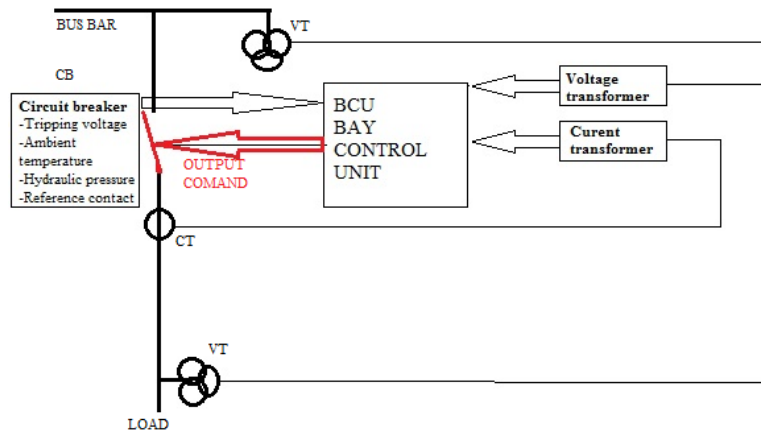 BUS BAR
VT
CB
Circuit breaker
-Tripping voltage
-Ambient
temperature
-Hydraulic pressure
-Reference contact
BCU
BAY
CONTROL
UNIT
Voltage
transformer
Curent
transformer
OUTPUT
COMAND
CT
VT
LOAD